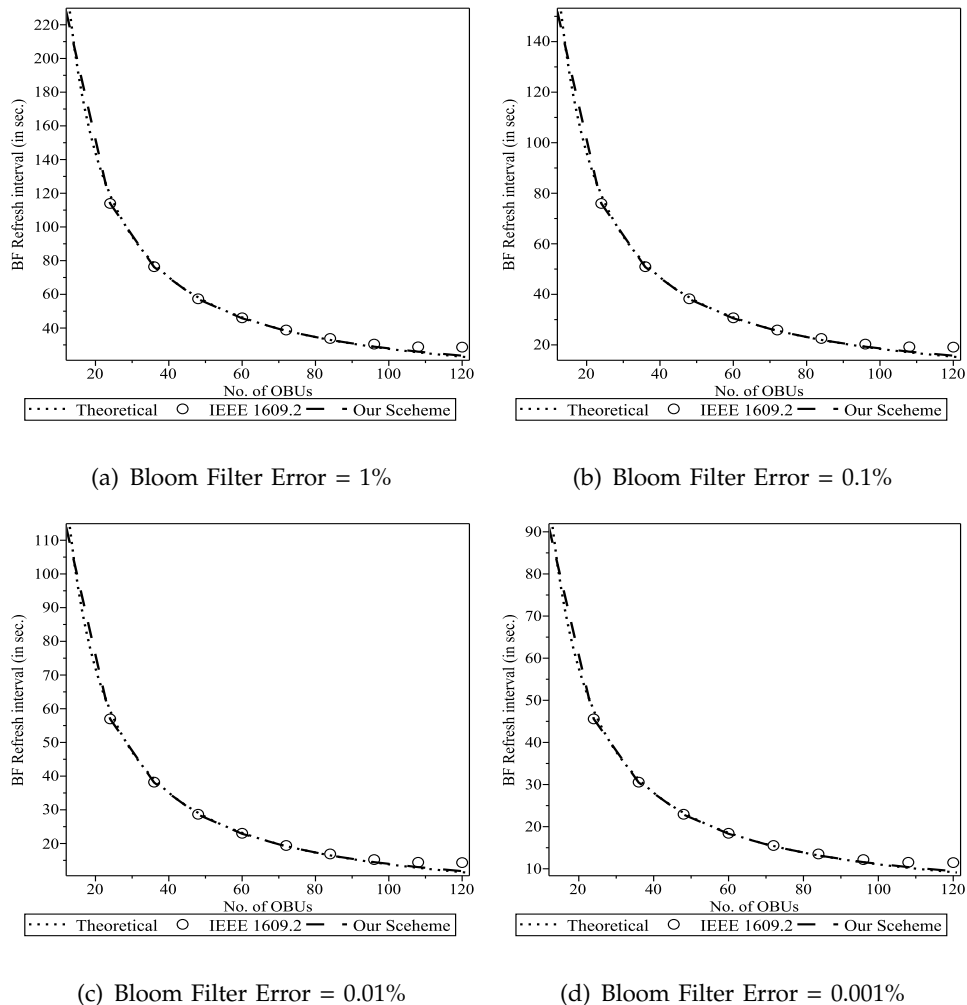 220
200
180
160
140
120
100
80
60
40
BF Refresh interval (in sec.)
20 40 60 80 100 120
No. of OBUs
Theoretical IEEE 1609.2 Our Sceheme
(a) Bloom Filter Error = 1%
140
120
100
80
60
40
20
BF Refresh interval (in sec.)
20 40 60 80 100 120
No. of OBUs
Theoretical IEEE 1609.2 Our Sceheme
(b) Bloom Filter Error = 0.1%
110
100
90
80
70
60
50
40
30
20
BF Refresh interval (in sec.)
20 40 60 80 100 120
No. of OBUs
Theoretical IEEE 1609.2 Our Sceheme
(c) Bloom Filter Error = 0.01%
90
80
70
60
50
40
30
20
10
BF Refresh interval (in sec.)
20 40 60 80 100 120
No. of OBUs
Theoretical IEEE 1609.2 Our Sceheme
(d) Bloom Filter Error = 0.001%